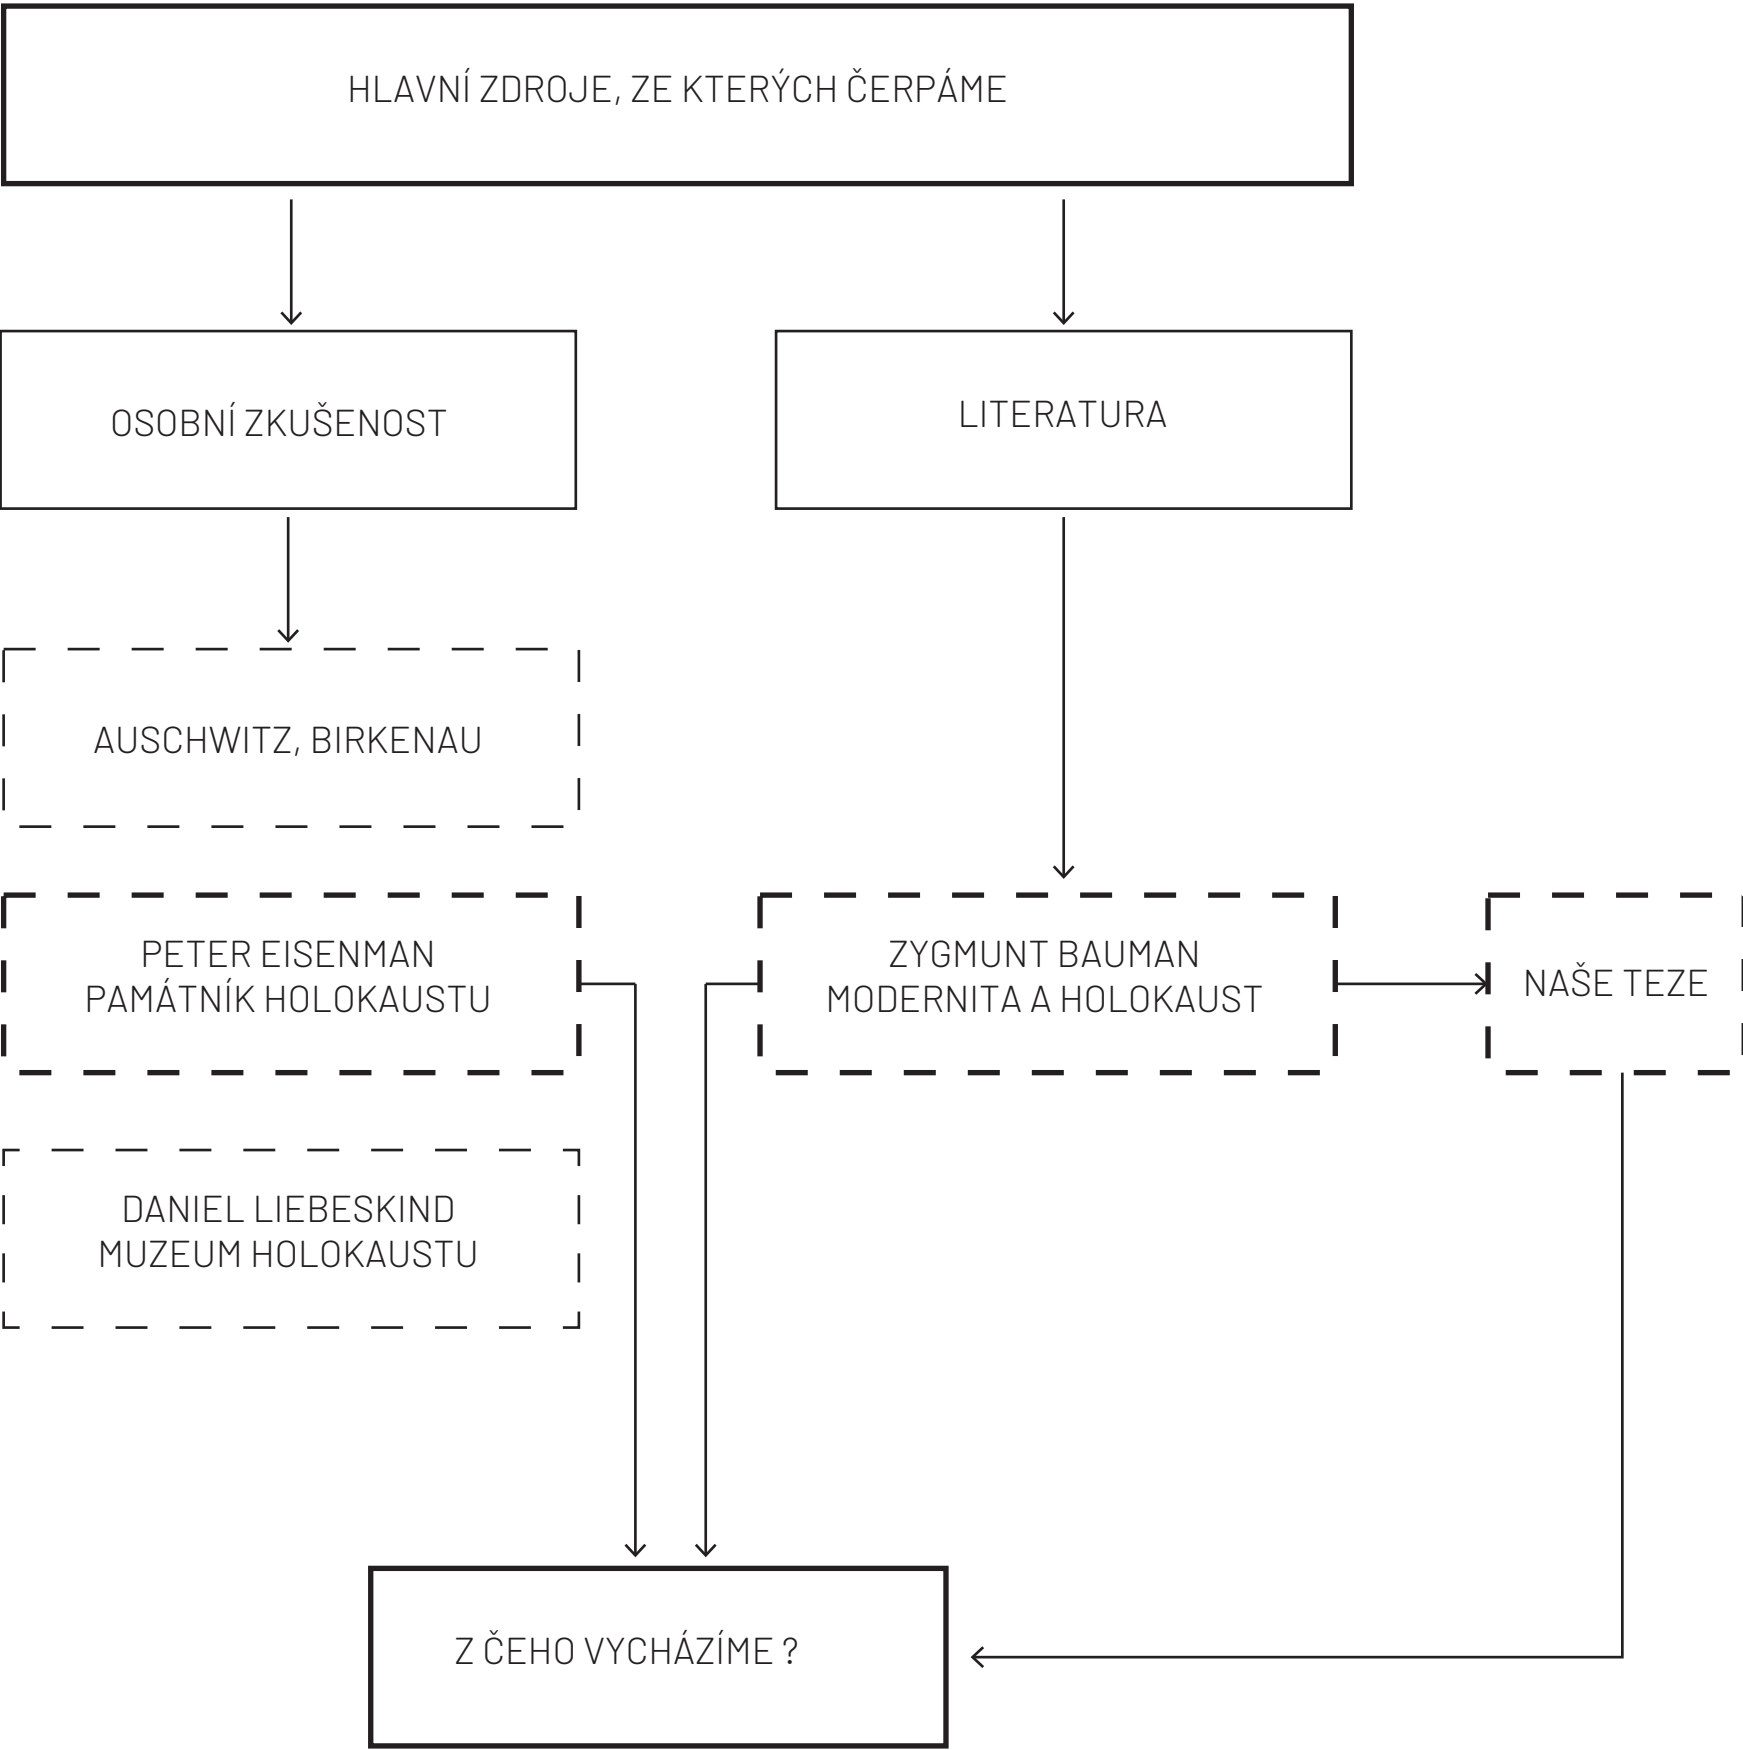 HLAVNÍ ZDROJE, ZE KTERÝCH ČERPÁME
OSOBNÍ ZKUŠENOST
LITERATURA
AUSCHWITZ, BIRKENAU
PETER EISENMAN
PAMÁTNÍK HOLOKAUSTU
ZYGMUNT BAUMAN
MODERNITA A HOLOKAUST
NAŠE TEZE
DANIEL LIEBESKIND
MUZEUM HOLOKAUSTU
Z ČEHO VYCHÁZÍME ?